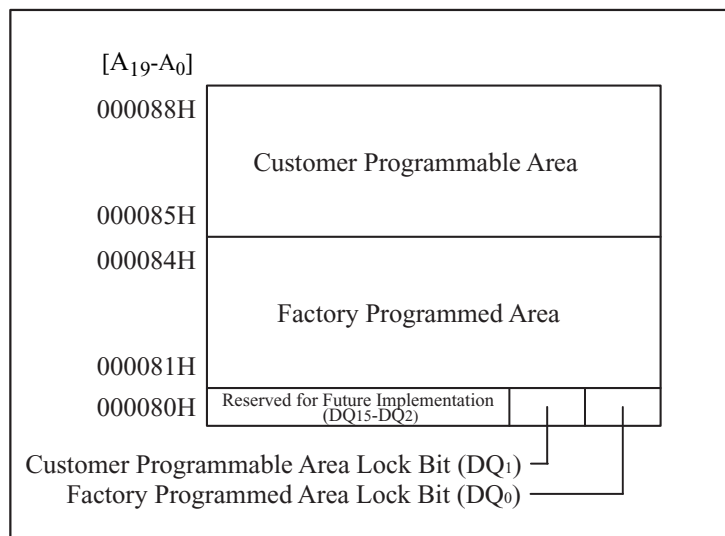 [A19-A0]
000088H
Customer Programmable Area
000085H
000084H
Factory Programmed Area
000081H
000080H
Reserved for Future Implementation
(DQ15-DQ2)
Customer Programmable Area Lock Bit (DQ1)
Factory Programmed Area Lock Bit (DQ0)